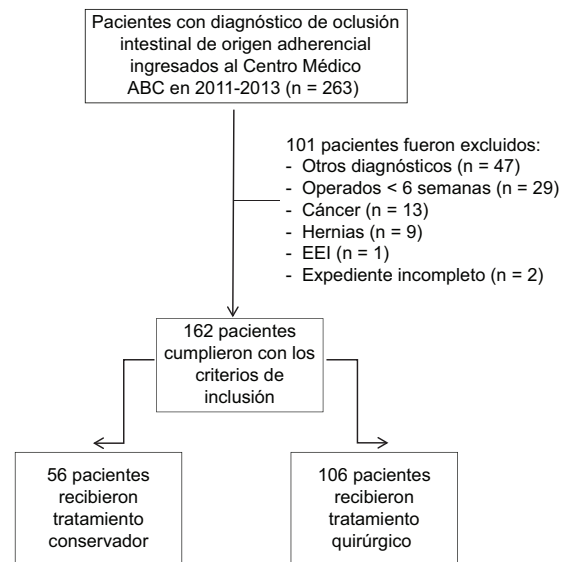 Pacientes con diagnóstico de oclusión
intestinal de origen adherencial
ingresados al Centro Médico
ABC en 2011-2013 (n = 263)
101 pacientes fueron excluidos:
- Otros diagnósticos (n = 47)
- Operados < 6 semanas (n = 29)
- Cáncer (n = 13)
- Hernias (n = 9)
- EEI (n = 1)
- Expediente incompleto (n = 2)
162 pacientes
cumplieron con los
criterios de
inclusión
56 pacientes
recibieron
tratamiento
conservador
106 pacientes
recibieron
tratamiento
quirúrgico